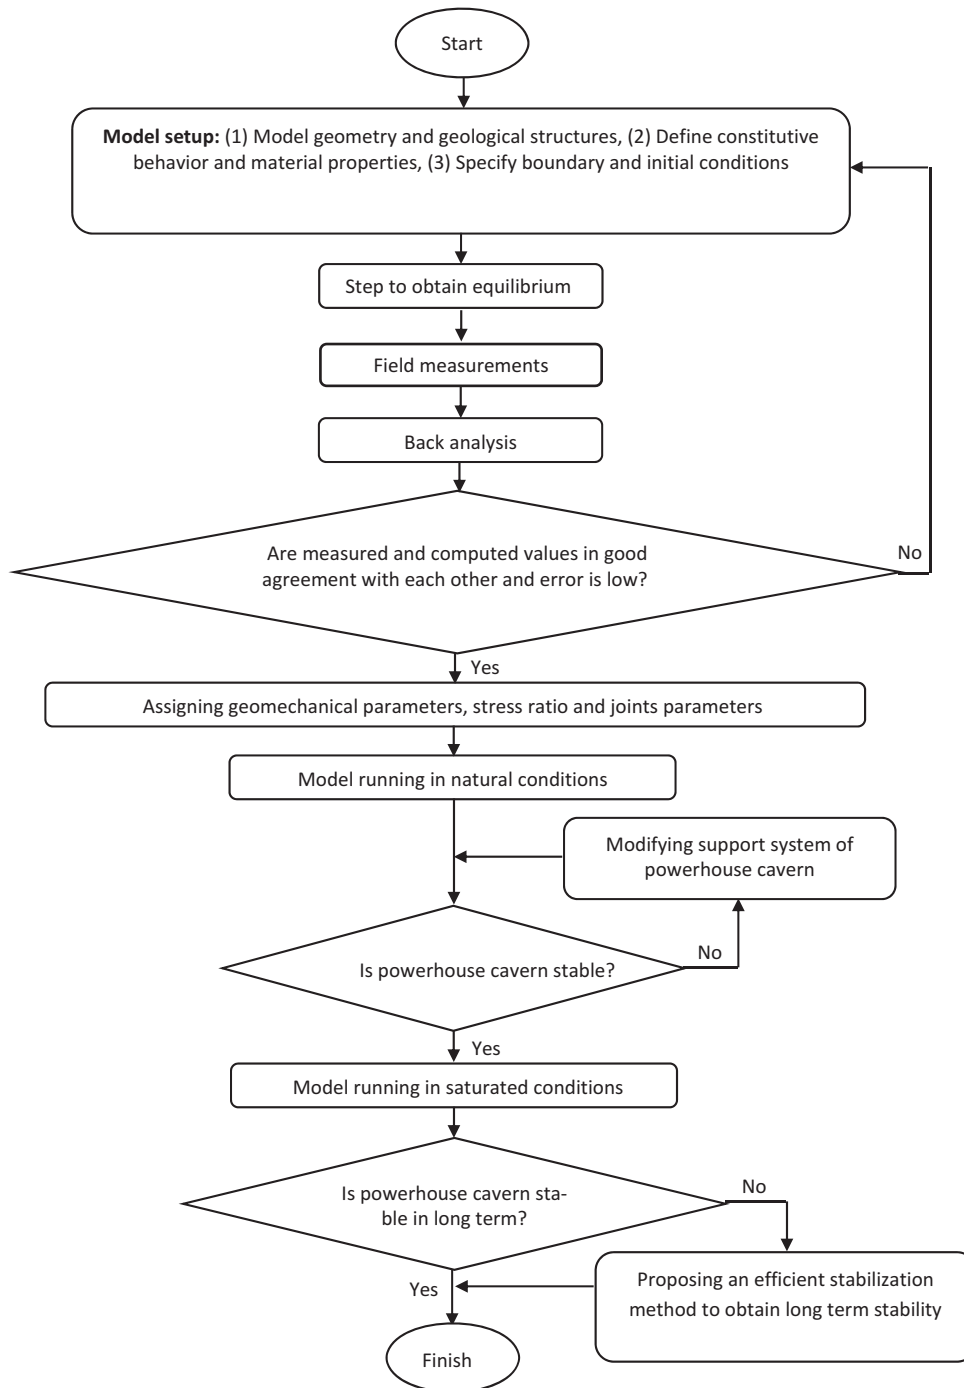 Start
Model setup: (1) Model geometry and geological structures, (2) Define constitutive
behavior and material properties, (3) Specify boundary and initial conditions
Step to obtain equilibrium
Field measurements
Back analysis
Are measured and computed values in good
agreement with each other and error is low?
No
Yes
Assigning geomechanical parameters, stress ratio and joints parameters
Model running in natural conditions
Modifying support system of
powerhouse cavern
No
Is powerhouse cavern stable?
Yes
Model running in saturated conditions
Is powerhouse cavern sta-
ble in long term?
No
Proposing an efficient stabilization
method to obtain long term stability
Yes
Finish